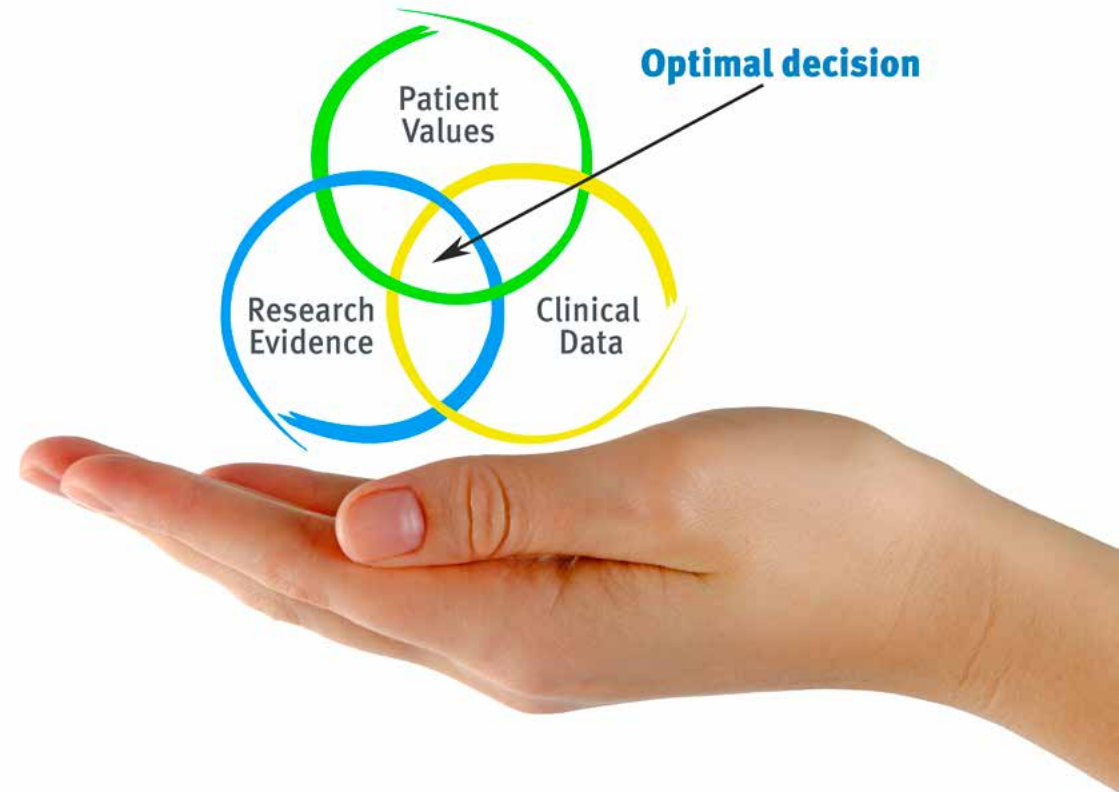 Optimal decision
Patient
Values
Research
Evidence
Clinical
Data